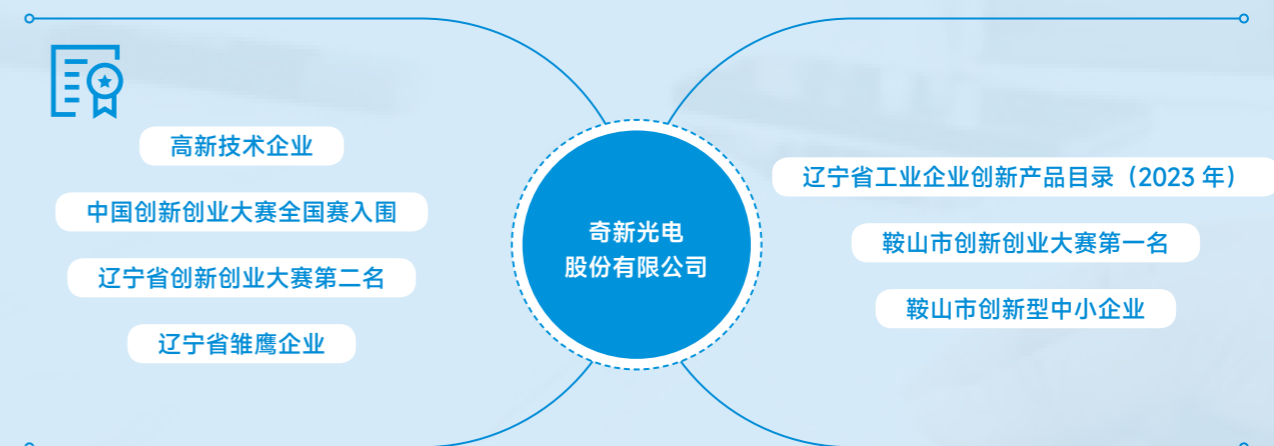 高新技术企业
中国创新创业大赛全国赛入围
辽宁省创新创业大赛第二名
辽宁省雏鹰企业
奇新光电
股份有限公司
辽宁省工业企业创新产品目录（2023 年）
鞍山市创新创业大赛第一名
鞍山市创新型中小企业